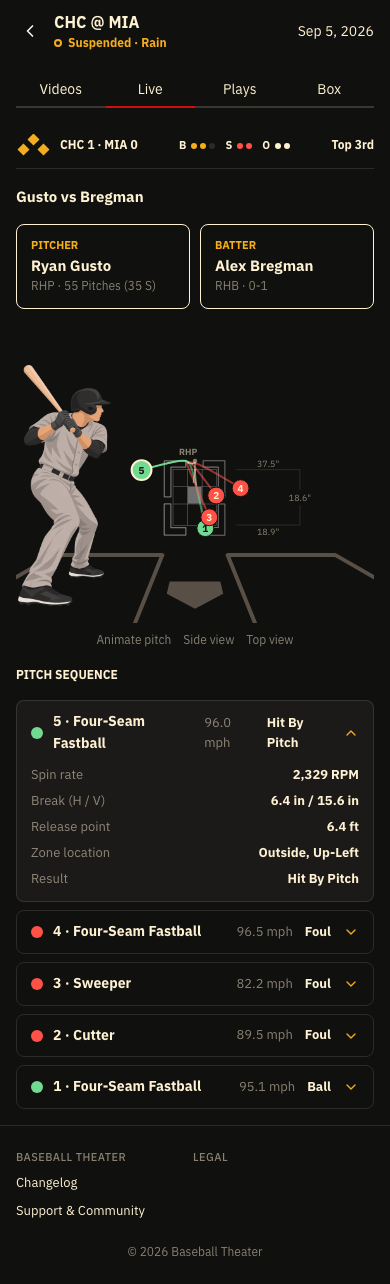 CHC @ MIA
Suspended · Rain
Sep 5, 2026
Videos Live Plays Box
CHC 1 · MIA 0 B S O Top 3rd
Gusto vs Bregman
PITCHER
Ryan Gusto
RHP · 55 Pitches (35 S)
BATTER
Alex Bregman
RHB · 0-1
RHP
5
37.5"
4
2
18.6"
3
1
18.9"
Animate pitch Side view Top view
PITCH SEQUENCE
5 · Four-Seam Fastball 96.0 mph Hit By Pitch
Spin rate 2,329 RPM
Break (H / V) 6.4 in / 15.6 in
Release point 6.4 ft
Zone location Outside, Up-Left
Result Hit By Pitch
4 · Four-Seam Fastball 96.5 mph Foul
3 · Sweeper 82.2 mph Foul
2 · Cutter 89.5 mph Foul
1 · Four-Seam Fastball 95.1 mph Ball
BASEBALL THEATER LEGAL
Changelog
Support & Community
© 2026 Baseball Theater